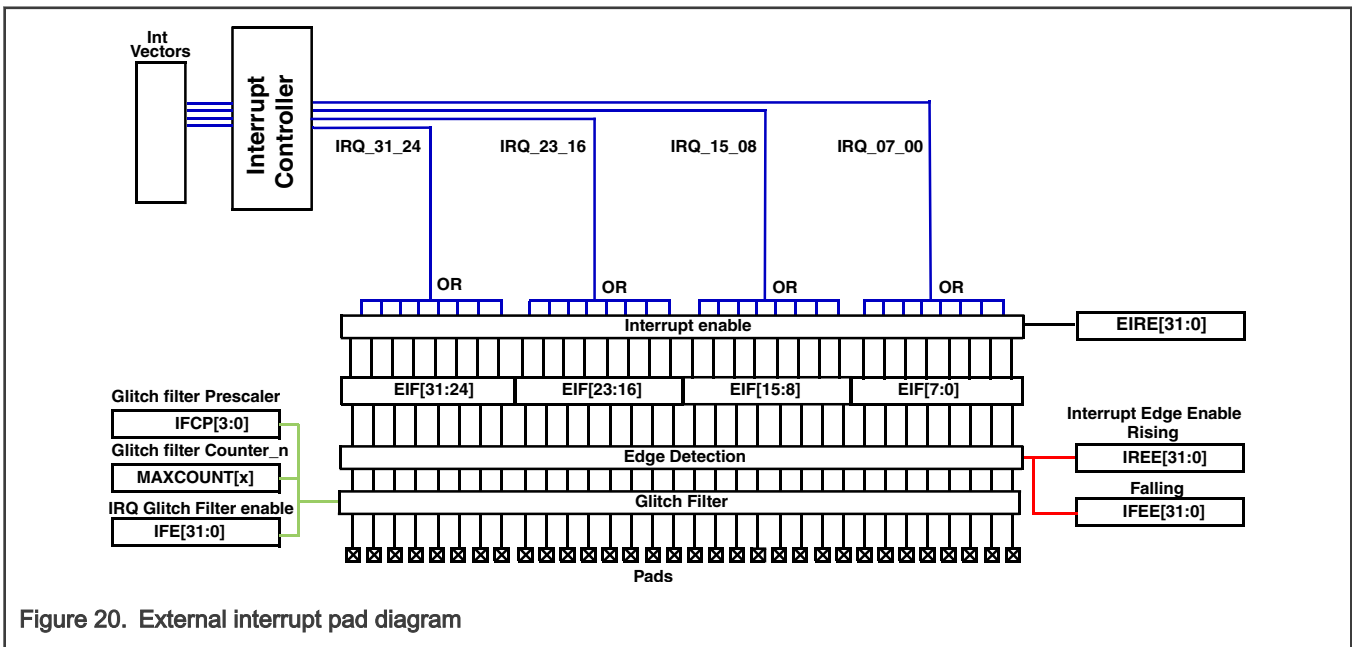 Int
Vectors
Interrupt
Controller
IRQ_31_24
IRQ_23_16
IRQ_15_08
IRQ_07_00
OR
OR
OR
OR
Interrupt enable
EIRE[31:0]
EIF[31:24]
EIF[23:16]
EIF[15:8]
EIF[7:0]
Glitch filter Prescaler
IFCP[3:0]
Glitch filter Counter_n
MAXCOUNT[x]
IRQ Glitch Filter enable
IFE[31:0]
Edge Detection
Glitch Filter
Interrupt Edge Enable
Rising
IREE[31:0]
Falling
IFEE[31:0]
Pads
Figure 20. External interrupt pad diagram